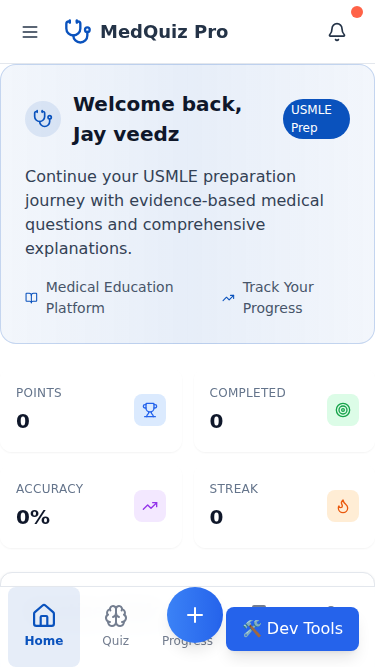 MedQuiz Pro
Welcome back,
Jay veedz
USMLE
Prep
Continue your USMLE preparation
journey with evidence-based medical
questions and comprehensive
explanations.
Medical Education
Platform
Track Your
Progress
POINTS
0
COMPLETED
0
ACCURACY
0%
STREAK
0
Home
Quiz
Progress
🛠️ Dev Tools